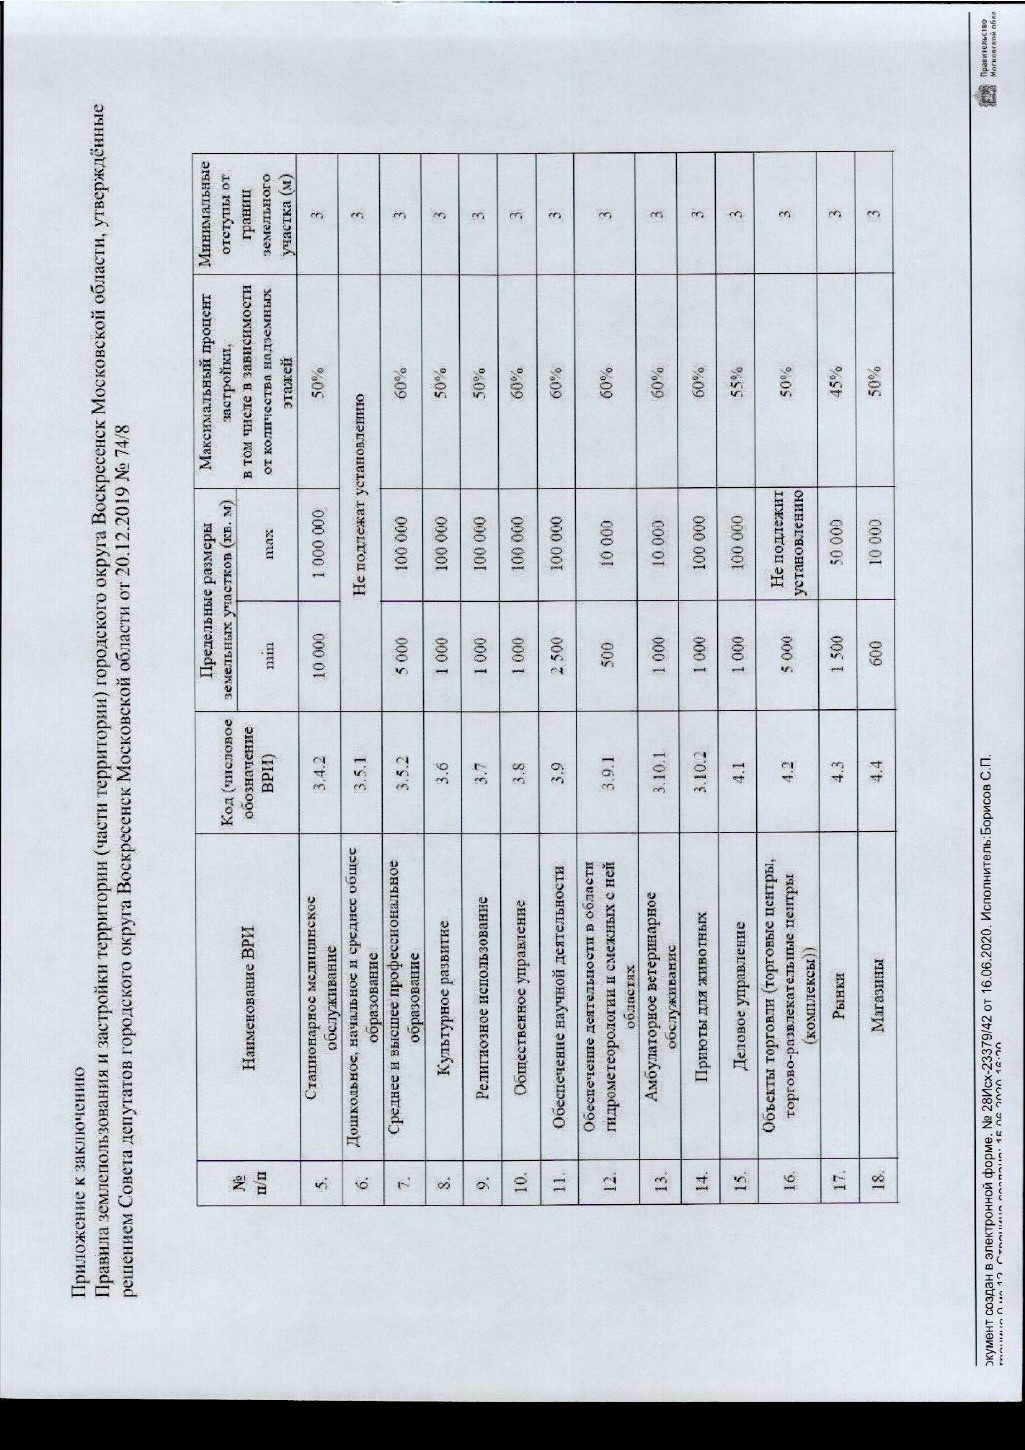 Приложение к заключению
Правила землепользования и застройки территории (части территории) городского округа Воскресенск Московской области, утверждённые
решением Совета депутатов городского округа Воскресенск Московской области от 20.12.2019 № 74/8
№ п/п
Наименование ВРИ
Код (числовое обозначение ВРИ)
Предельные размеры земельных участков (кв. м)
min
max
Максимальный процент застройки, в том числе в зависимости от количества надземных этажей
Минимальные отступы от границ земельного участка (м)
5. Стационарное медицинское обслуживание 3.4.2 10 000 1 000 000 50% 3
6. Дошкольное, начальное и среднее общее образование 3.5.1 Не подлежат установлению 3
7. Среднее и высшее профессиональное образование 3.5.2 5 000 100 000 60% 3
8. Культурное развитие 3.6 1 000 100 000 50% 3
9. Религиозное использование 3.7 1 000 100 000 50% 3
10. Общественное управление 3.8 1 000 100 000 60% 3
11. Обеспечение научной деятельности 3.9 2 500 100 000 60% 3
12. Обеспечение деятельности в области гидрометеорологии и смежных с ней областях 3.9.1 500 10 000 60% 3
13. Амбулаторное ветеринарное обслуживание 3.10.1 1 000 10 000 60% 3
14. Приюты для животных 3.10.2 1 000 100 000 60% 3
15. Деловое управление 4.1 1 000 100 000 55% 3
16. Объекты торговли (торговые центры, торгово-развлекательные центры (комплексы)) 4.2 5 000 Не подлежит установлению 50% 3
17. Рынки 4.3 1 500 50 000 45% 3
18. Магазины 4.4 600 10 000 50% 3
окумент создан в электронной форме. № 28Исх-23379/42 от 16.06.2020. Исполнитель:Борисов С.П.
Правительство
Московской обла